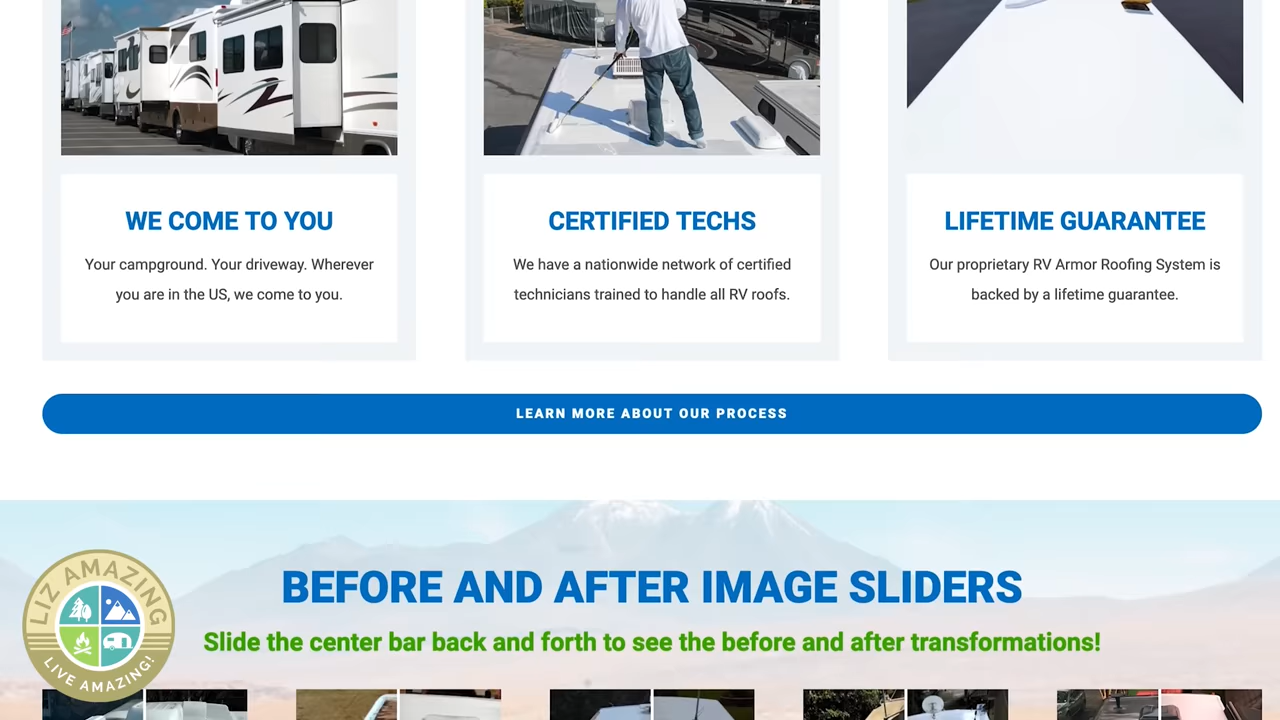 WE COME TO YOU
Your campground. Your driveway. Wherever
you are in the US, we come to you.
CERTIFIED TECHS
We have a nationwide network of certified
technicians trained to handle all RV roofs.
LIFETIME GUARANTEE
Our proprietary RV Armor Roofing System is
backed by a lifetime guarantee.
LEARN MORE ABOUT OUR PROCESS
BEFORE AND AFTER IMAGE SLIDERS
Slide the center bar back and forth to see the before and after transformations!
LIZ AMAZING
LIVE AMAZING!